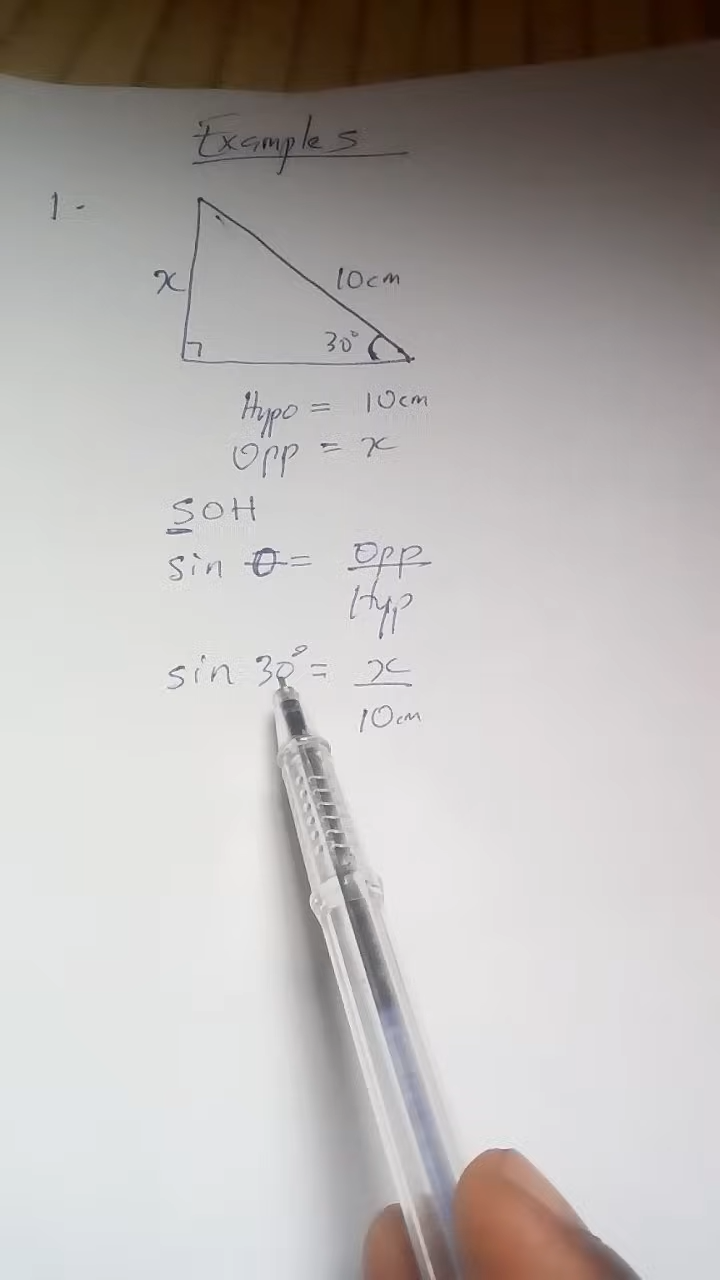 Examples
1.
x
10cm
30°
Hypo = 10cm
Opp = x
SOH
sin θ = Opp/Hyp
sin 30° = x/10cm